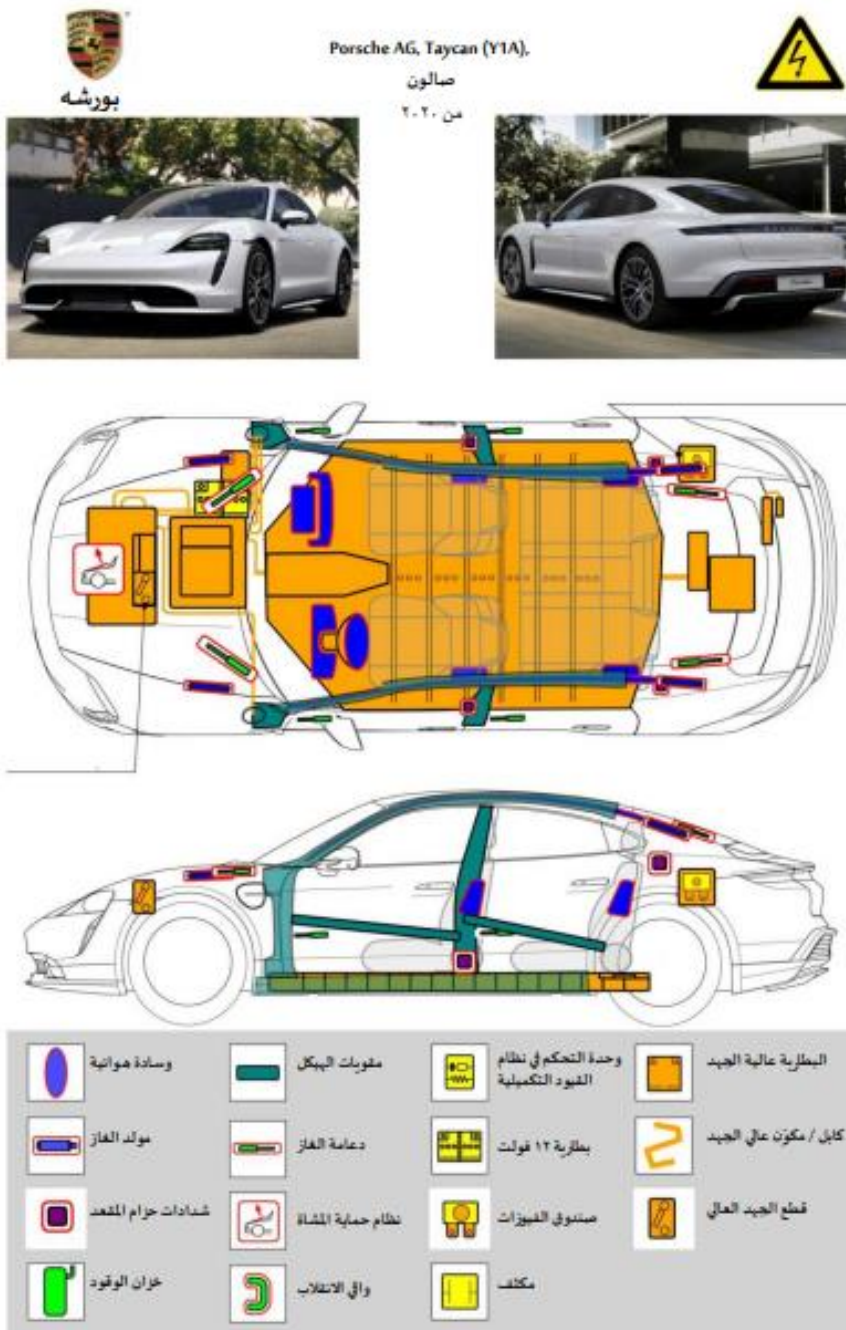 PORSCHE
بورشه
Porsche AG, Taycan (Y1A),
صالون
من ٢٠٢٠
البطارية عالية الجهد
وحدة التحكم في نظام
القيود التكميلية
مقويات الهيكل
وسادة هوائية
كابل / مكوّن عالي الجهد
بطارية ١٢ فولت
دعامة الغاز
مولد الغاز
قطع الجهد العالي
صندوق الفيوزات
نظام حماية المشاة
شدادات حزام المقعد
مكثف
واقي الانقلاب
خزان الوقود